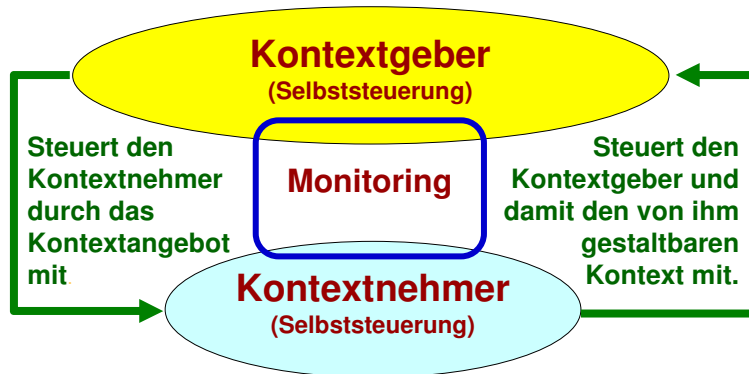 Kontextgeber
(Selbststeuerung)
Steuert den
Kontextnehmer
durch das
Kontextangebot
mit.
Monitoring
Steuert den
Kontextgeber und
damit den von ihm
gestaltbaren
Kontext mit.
Kontextnehmer
(Selbststeuerung)